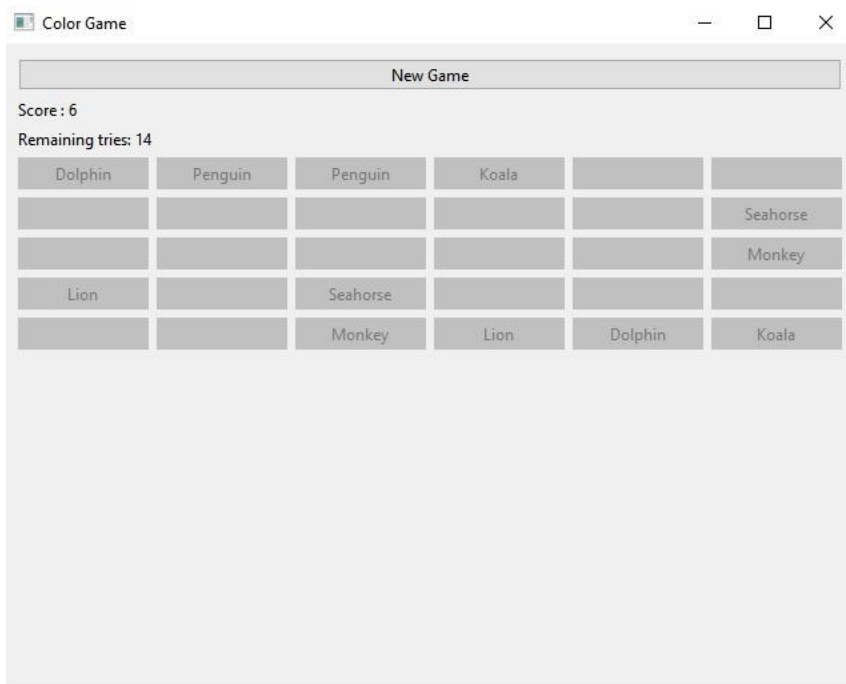 Color Game
New Game
Score : 6
Remaining tries: 14
Dolphin Penguin Penguin Koala
Seahorse
Monkey
Lion Seahorse
Monkey Lion Dolphin Koala